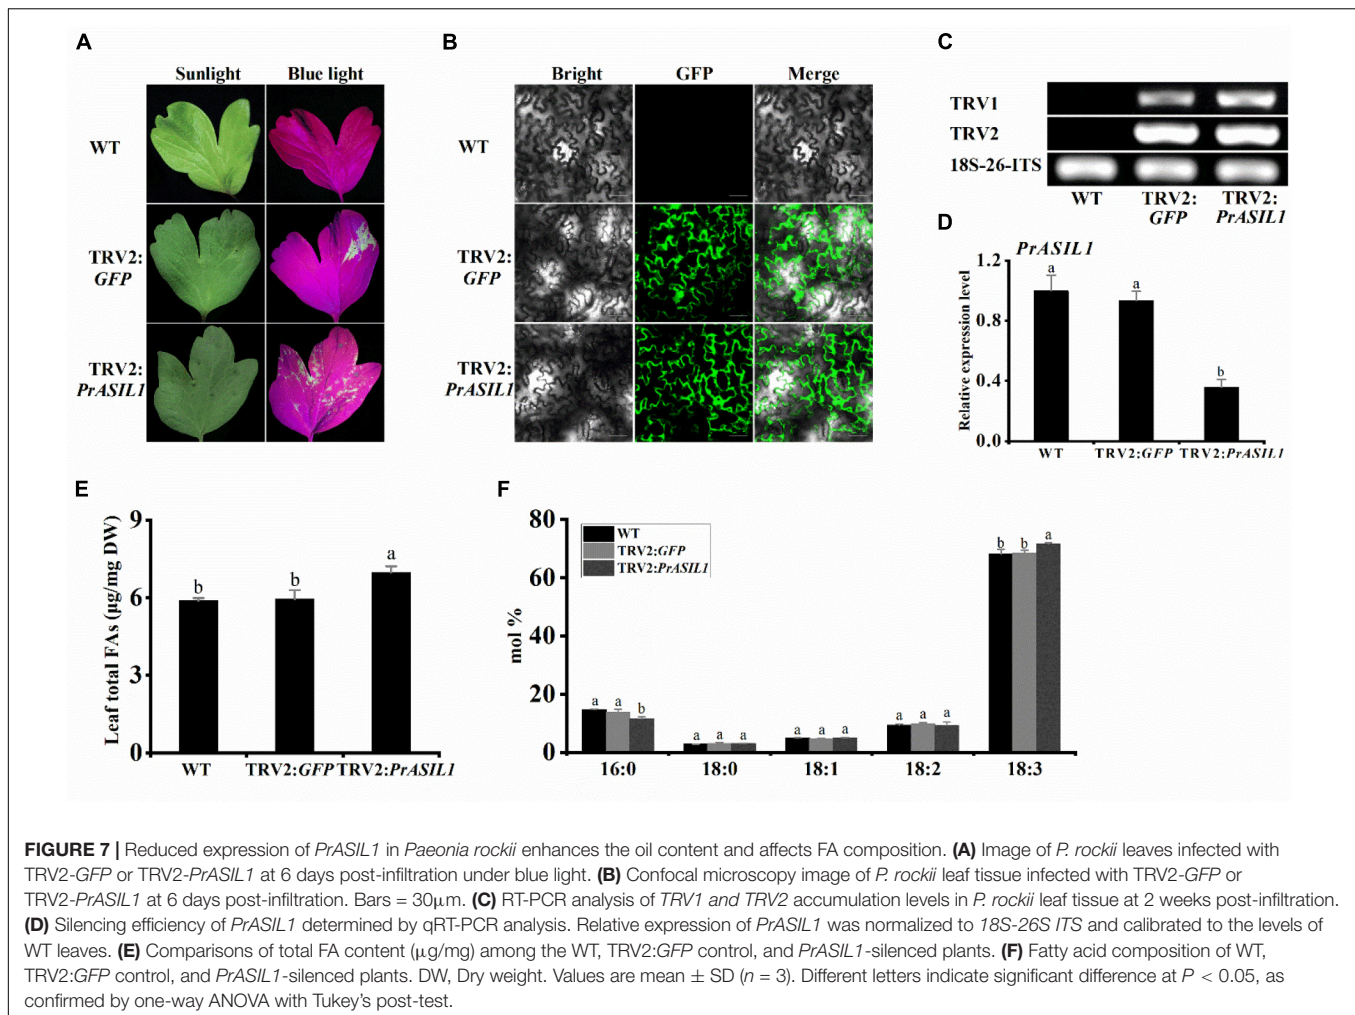 A
Sunlight Blue light
WT
TRV2:
GFP
TRV2:
PrASIL1
B
Bright GFP Merge
WT
TRV2:
GFP
TRV2:
PrASIL1
C
TRV1
TRV2
18S-26-ITS
WT TRV2: TRV2:
GFP PrASIL1
D
PrASIL1
Relative expression level
1.2
0.8
0.4
0.0
a
a
b
WT TRV2:GFP TRV2:PrASIL1
E
Leaf total FAs (µg/mg DW)
9
6
3
0
b
b
a
WT TRV2:GFP TRV2:PrASIL1
F
mol %
80
60
40
20
0
WT
TRV2:GFP
TRV2:PrASIL1
a a b
a a a
a a a
a a a
b b a
16:0 18:0 18:1 18:2 18:3
FIGURE 7 | Reduced expression of PrASIL1 in Paeonia rockii enhances the oil content and affects FA composition. (A) Image of P. rockii leaves infected with
TRV2-GFP or TRV2-PrASIL1 at 6 days post-infiltration under blue light. (B) Confocal microscopy image of P. rockii leaf tissue infected with TRV2-GFP or
TRV2-PrASIL1 at 6 days post-infiltration. Bars = 30µm. (C) RT-PCR analysis of TRV1 and TRV2 accumulation levels in P. rockii leaf tissue at 2 weeks post-infiltration.
(D) Silencing efficiency of PrASIL1 determined by qRT-PCR analysis. Relative expression of PrASIL1 was normalized to 18S-26S ITS and calibrated to the levels of
WT leaves. (E) Comparisons of total FA content (µg/mg) among the WT, TRV2:GFP control, and PrASIL1-silenced plants. (F) Fatty acid composition of WT,
TRV2:GFP control, and PrASIL1-silenced plants. DW, Dry weight. Values are mean ± SD (n = 3). Different letters indicate significant difference at P < 0.05, as
confirmed by one-way ANOVA with Tukey's post-test.